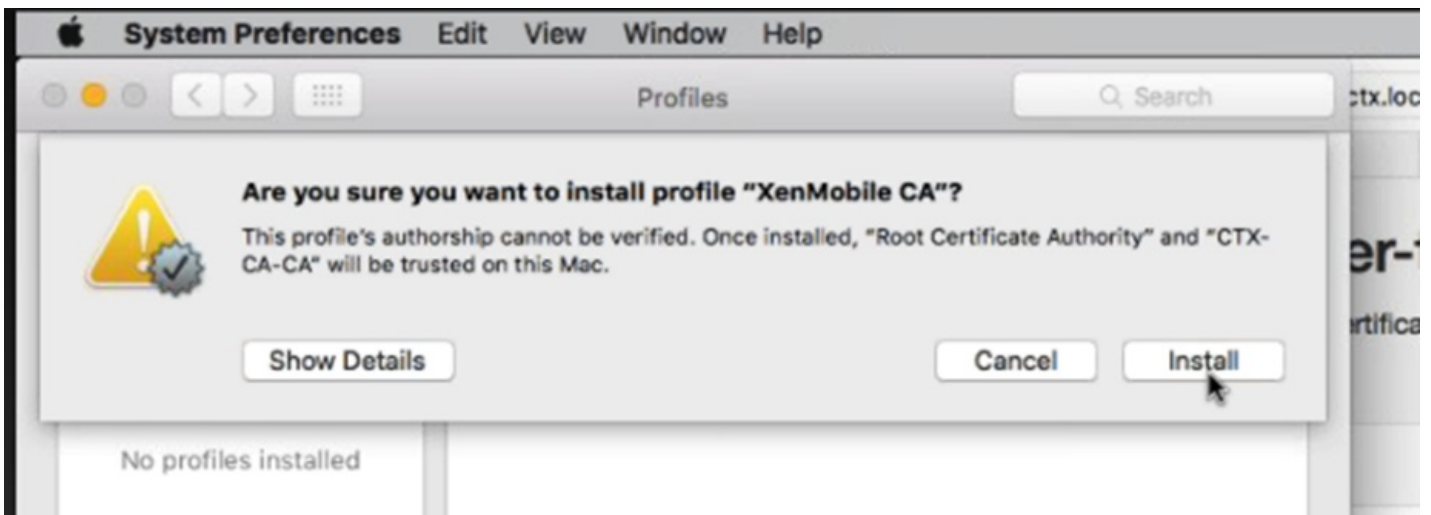 System Preferences Edit View Window Help
Profiles
Search
ctx.loc
Are you sure you want to install profile "XenMobile CA"?
This profile's authorship cannot be verified. Once installed, "Root Certificate Authority" and "CTX-
CA-CA" will be trusted on this Mac.
er-
rtifica
Show Details
Cancel
Install
No profiles installed